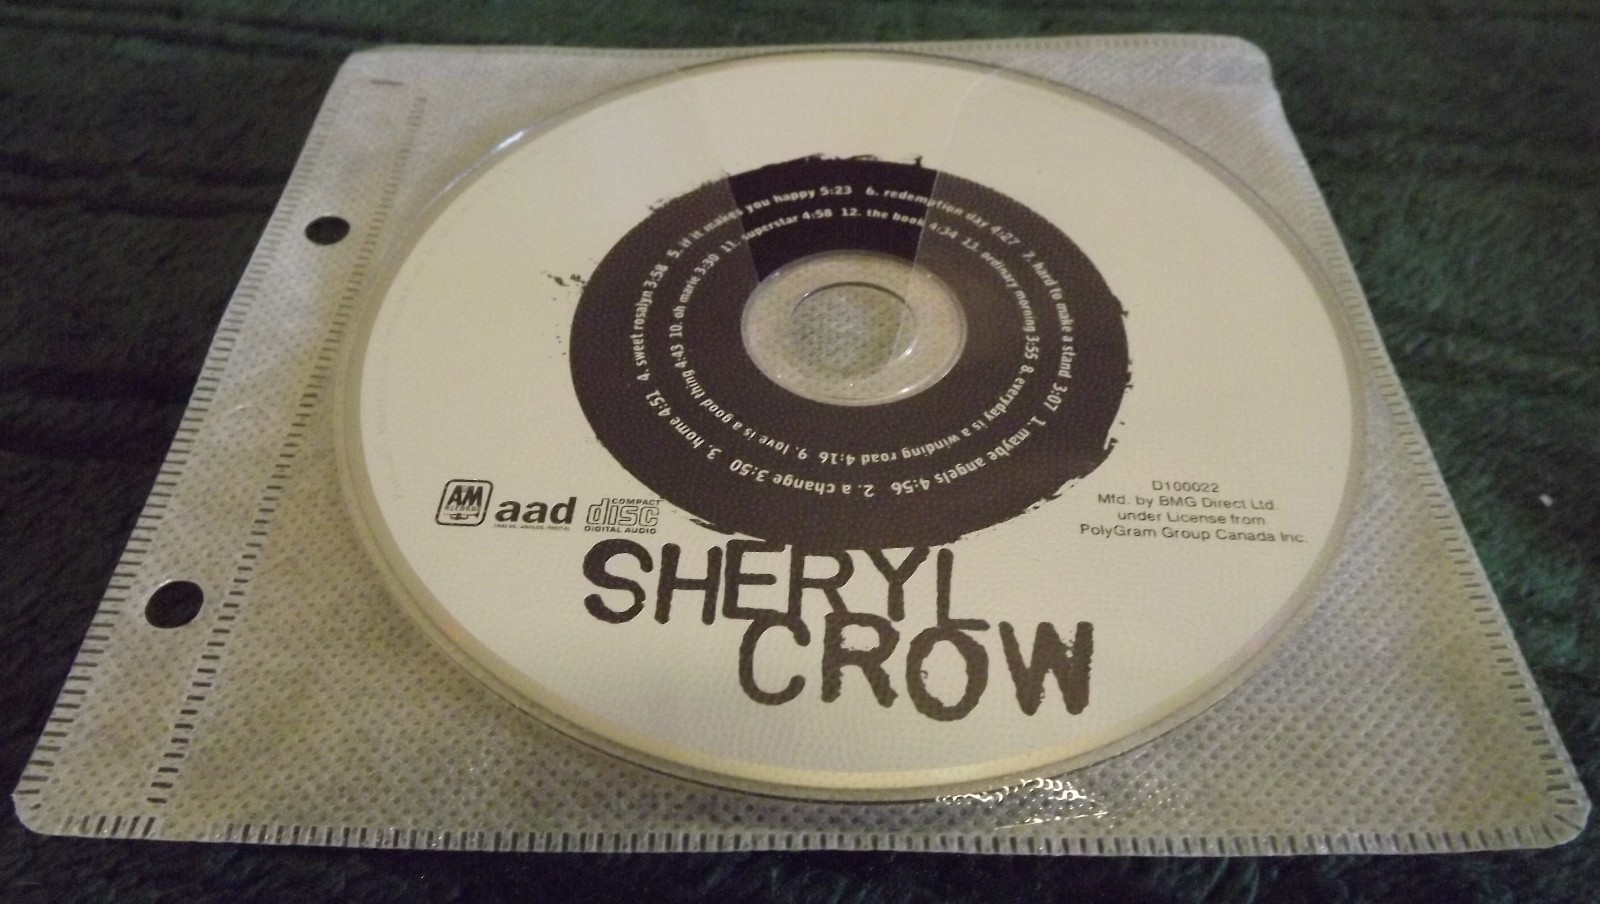 1. maybe angels 4:56 2. a change 3:50 3. home 4:51 4. sweet rosalyn 3:58 5. if it makes you happy 5:23 6. redemption day 4:27 7. hard to make a stand 3:07
8. everyday is a winding road 4:16 9. love is a good thing 4:43 10. oh marie 3:30 11. superstar 4:58 12. the book 4:34 13. ordinary morning 3:55
AM
RECORDS
aad
COMPACT
disc
DIGITAL AUDIO
D100022
Mfd. by BMG Direct Ltd.
under License from
PolyGram Group Canada Inc.
SHERYL
CROW